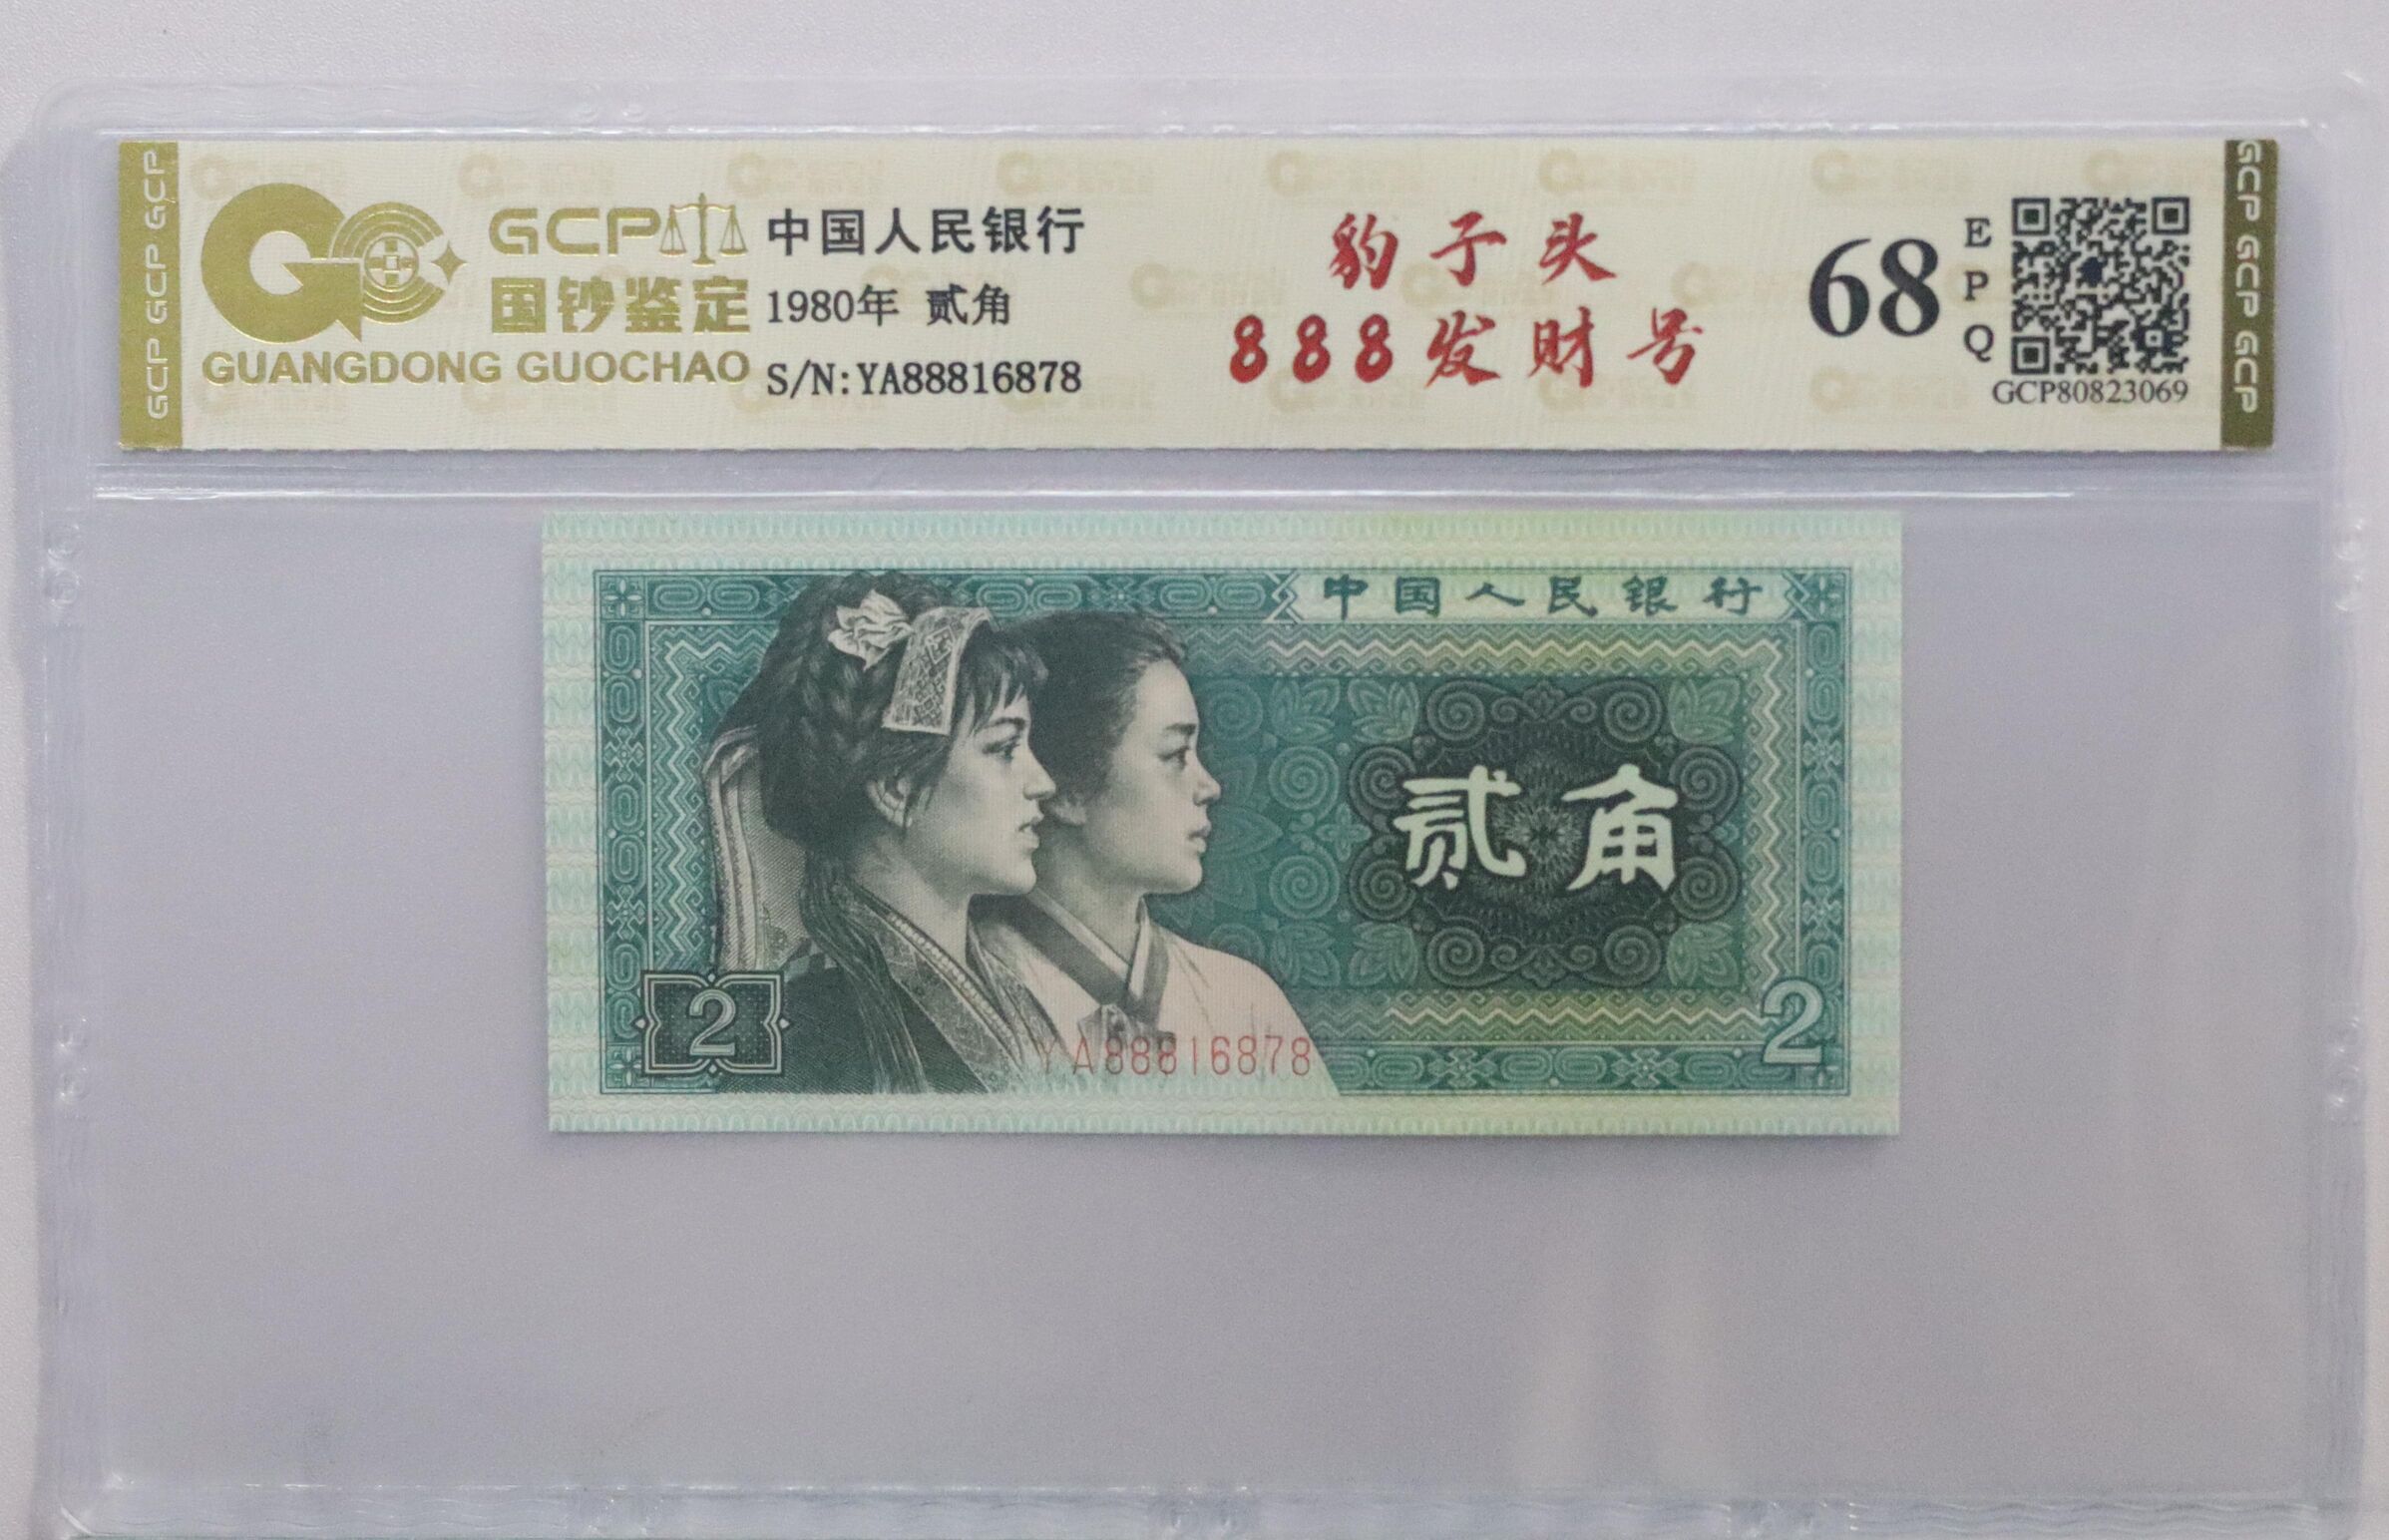 GCP GCP GCP
GCP
国钞鉴定
GUANGDONG GUOCHAO
中国人民银行
1980年 贰角
S/N:YA88816878
豹子头
888发财号
68
E
P
Q
GCP80823069
GCP GCP GCP
中国人民银行
贰角
2
YA88816878
2